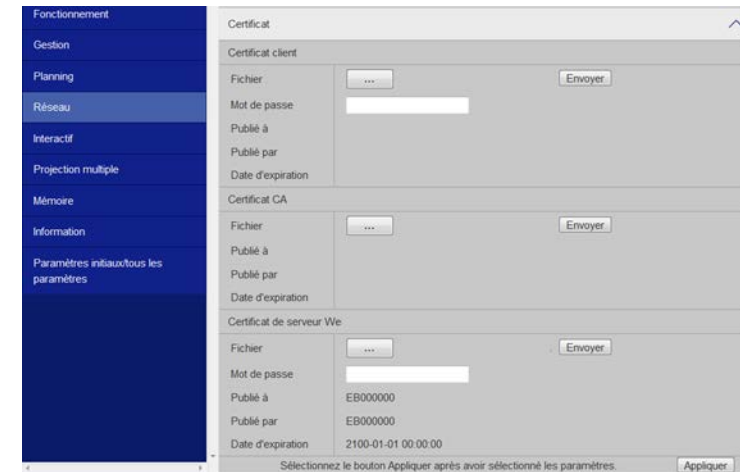 Fonctionnement
Gestion
Planning
Réseau
Interactif
Projection multiple
Mémoire
Information
Paramètres initiaux/tous les
paramètres
Certificat
Certificat client
Fichier ... Envoyer
Mot de passe
Publié à
Publié par
Date d'expiration
Certificat CA
Fichier ... Envoyer
Publié à
Publié par
Date d'expiration
Certificat de serveur We
Fichier ... Envoyer
Mot de passe
Publié à EB000000
Publié par EB000000
Date d'expiration 2100-01-01 00:00:00
Sélectionnez le bouton Appliquer après avoir sélectionné les paramètres. Appliquer